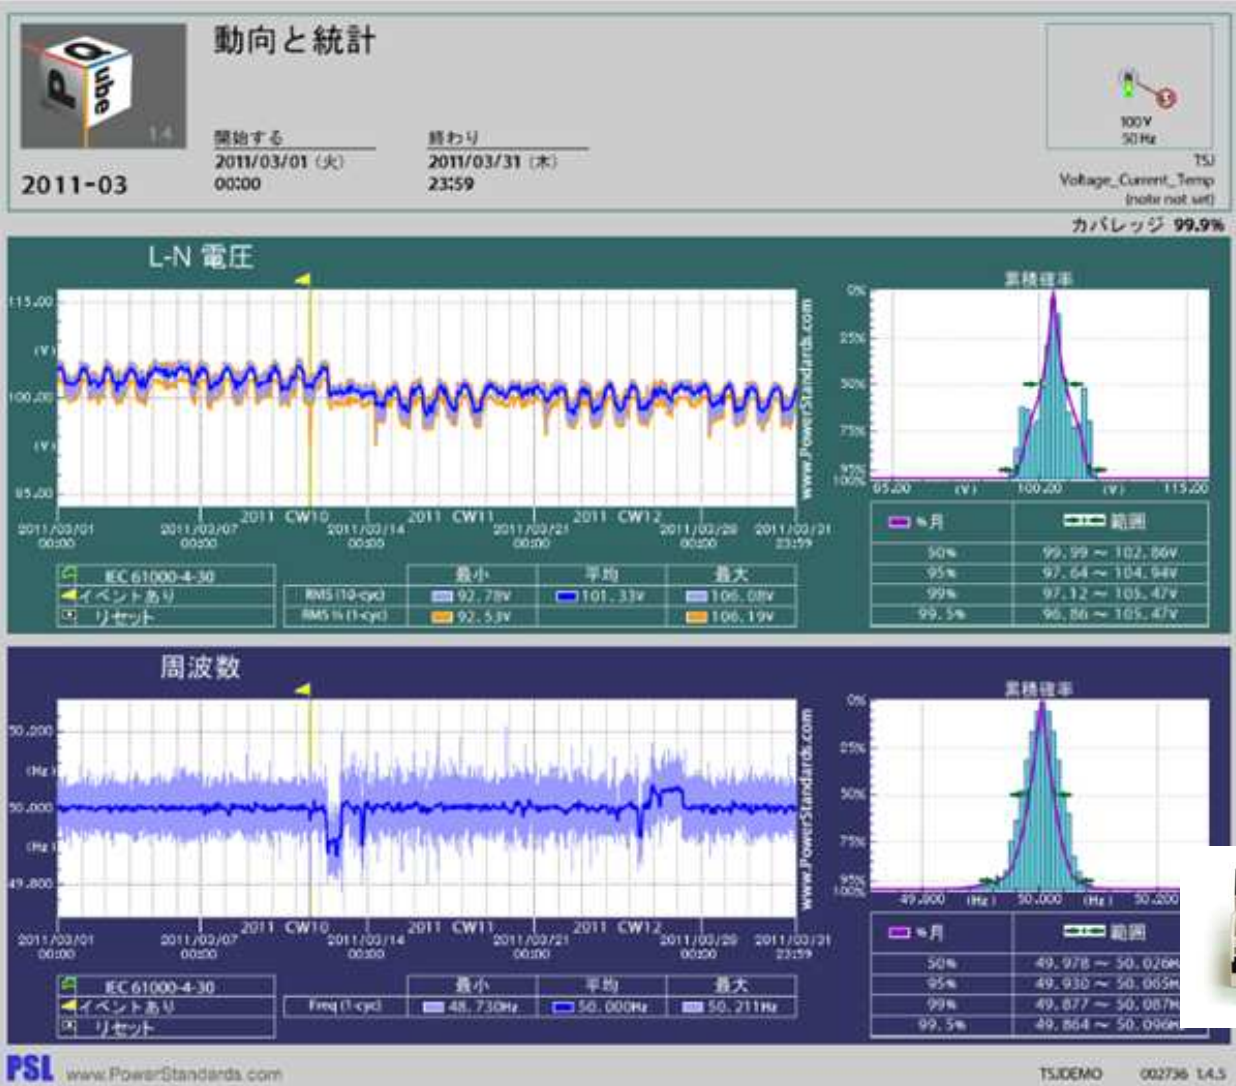 P Q ube
1.4
動向と統計
開始する
2011/03/01 (火)
00:00
終わり
2011/03/31 (木)
23:59
2011-03
N L1
100V
50Hz
TSJ
Voltage_Current_Temp
(note not set)
カバレッジ 99.9%
L-N 電圧
115.00
(V)
100.00
(V)
85.00
www.PowerStandards.com
2011 CW10 2011 CW11 2011 CW12
2011/03/01 2011/03/07 2011/03/14 2011/03/21 2011/03/28 2011/03/31
00:00 00:00 00:00 00:00 00:00 23:59
累積確率
0%
25%
50%
75%
95%
100%
85.00 (V) 100.00 (V) 115.00
IEC 61000-4-30
イベントあり
リセット
最小 平均 最大
RMS (10-cyc) 92.78V 101.33V 106.08V
RMS ½ (1-cyc) 92.53V 106.19V
%月 範囲
50% 99.99 ~ 102.86V
95% 97.64 ~ 104.94V
99% 97.12 ~ 105.47V
99.5% 96.86 ~ 105.47V
周波数
50.200
(Hz)
50.000
(Hz)
49.800
www.PowerStandards.com
2011 CW10 2011 CW11 2011 CW12
2011/03/01 2011/03/07 2011/03/14 2011/03/21 2011/03/28 2011/03/31
00:00 00:00 00:00 00:00 00:00 23:59
累積確率
0%
25%
50%
75%
95%
100%
49.800 (Hz) 50.000 (Hz) 50.200
IEC 61000-4-30
イベントあり
リセット
最小 平均 最大
Freq (1-cyc) 48.730Hz 50.000Hz 50.211Hz
%月 範囲
50% 49.978 ~ 50.026H
95% 49.930 ~ 50.065H
99% 49.877 ~ 50.087H
99.5% 49.864 ~ 50.096H
PSL www.PowerStandards.com
TSJDEMO 002736 1.4.5